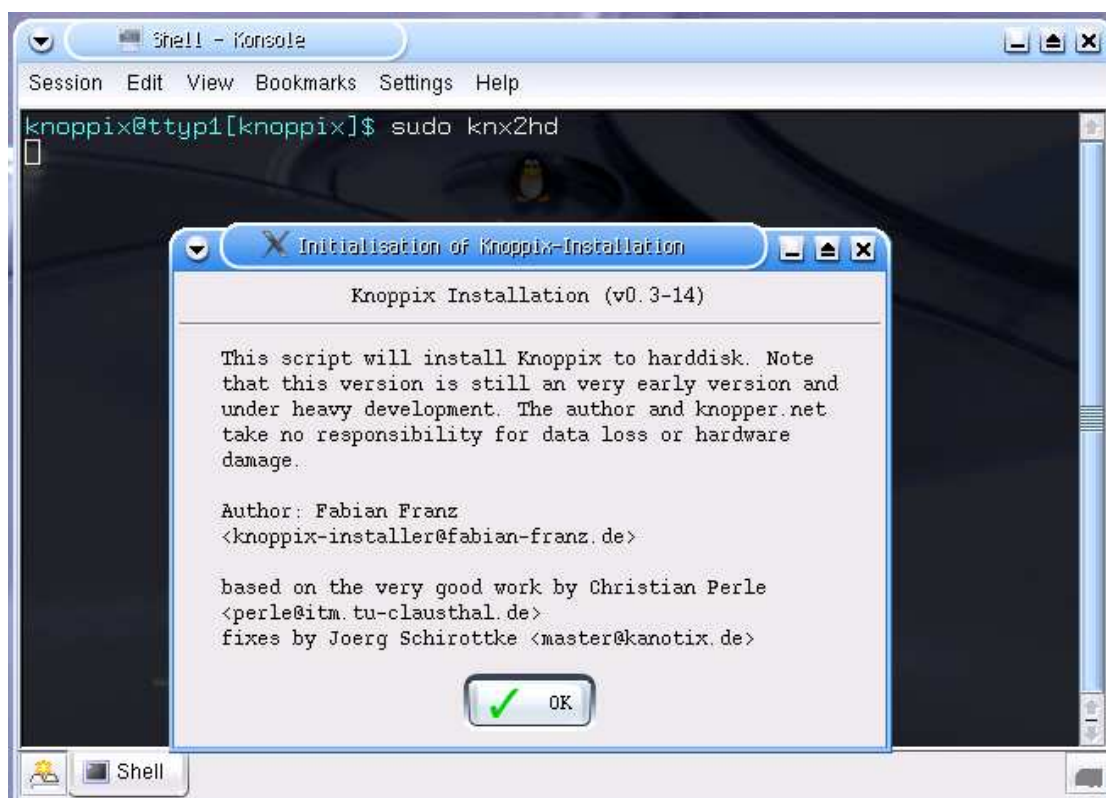 Shell - Konsole
Session Edit View Bookmarks Settings Help
knoppix@ttyp1[knoppix]$ sudo knx2hd
Initialisation of Knoppix-Installation
Knoppix Installation (v0.3-14)
This script will install Knoppix to harddisk. Note
that this version is still an very early version and
under heavy development. The author and knopper.net
take no responsibility for data loss or hardware
damage.
Author: Fabian Franz
<knoppix-installer@fabian-franz.de>
based on the very good work by Christian Perle
<perle@itm.tu-clausthal.de>
fixes by Joerg Schirottke <master@kanotix.de>
OK
Shell